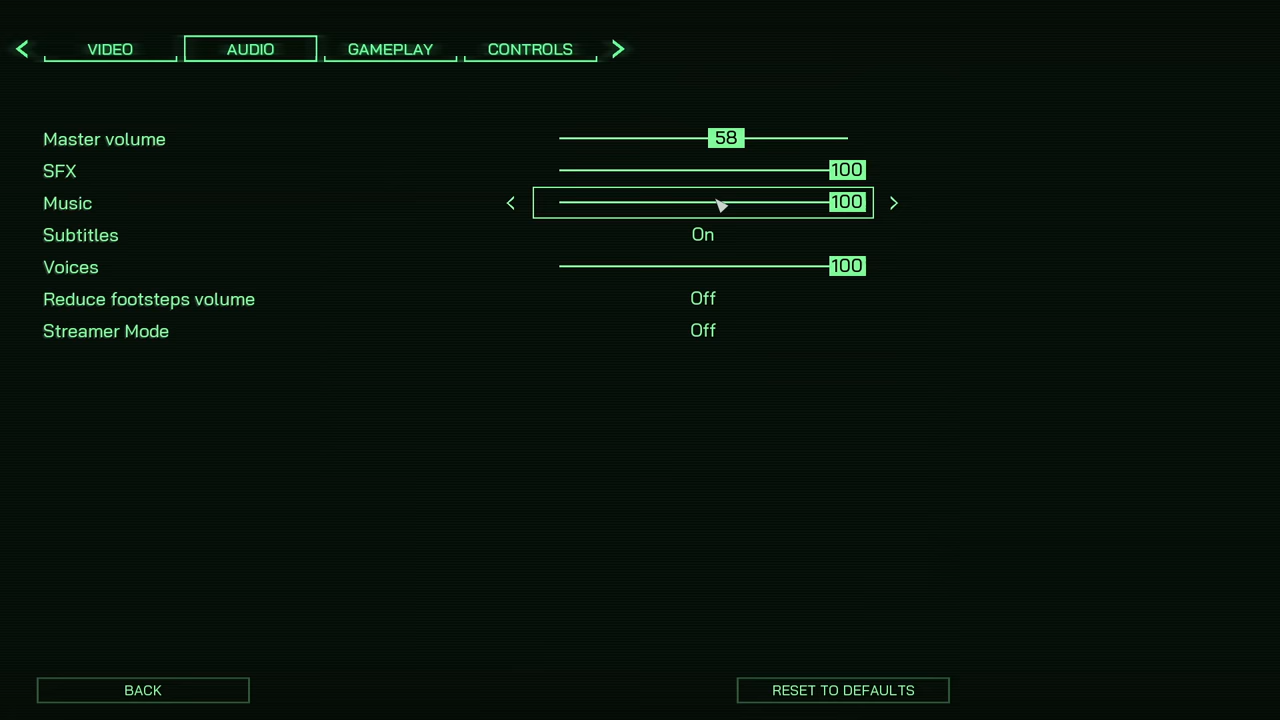 VIDEO AUDIO GAMEPLAY CONTROLS
Master volume 58
SFX 100
Music 100
Subtitles On
Voices 100
Reduce footsteps volume Off
Streamer Mode Off
BACK RESET TO DEFAULTS